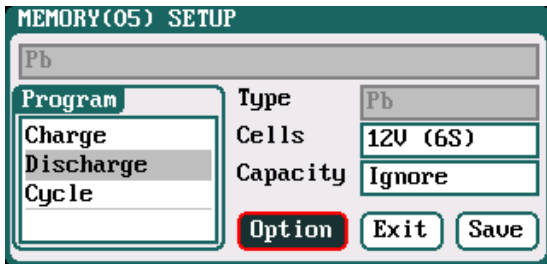 MEMORY(05) SETUP
Pb
Program
Charge
Discharge
Cycle
Type Pb
Cells 12V (6S)
Capacity Ignore
Option Exit Save